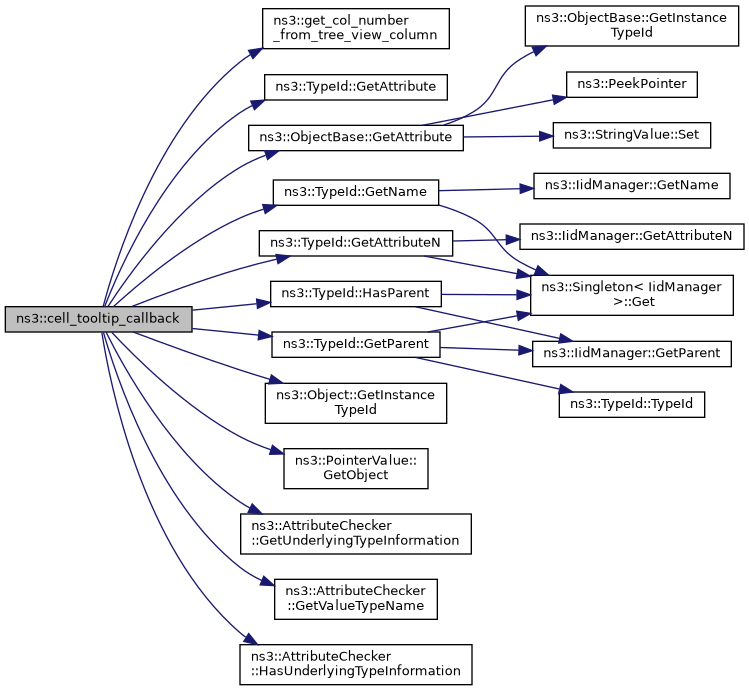 ns3::cell_tooltip_callback
ns3::get_col_number
_from_tree_view_column
ns3::TypeId::GetAttribute
ns3::ObjectBase::GetAttribute
ns3::TypeId::GetName
ns3::TypeId::GetAttributeN
ns3::TypeId::HasParent
ns3::TypeId::GetParent
ns3::Object::GetInstance
TypeId
ns3::PointerValue::
GetObject
ns3::AttributeChecker
::GetUnderlyingTypeInformation
ns3::AttributeChecker
::GetValueTypeName
ns3::AttributeChecker
::HasUnderlyingTypeInformation
ns3::ObjectBase::GetInstance
TypeId
ns3::PeekPointer
ns3::StringValue::Set
ns3::IidManager::GetName
ns3::IidManager::GetAttributeN
ns3::Singleton< IidManager
>::Get
ns3::IidManager::GetParent
ns3::TypeId::TypeId